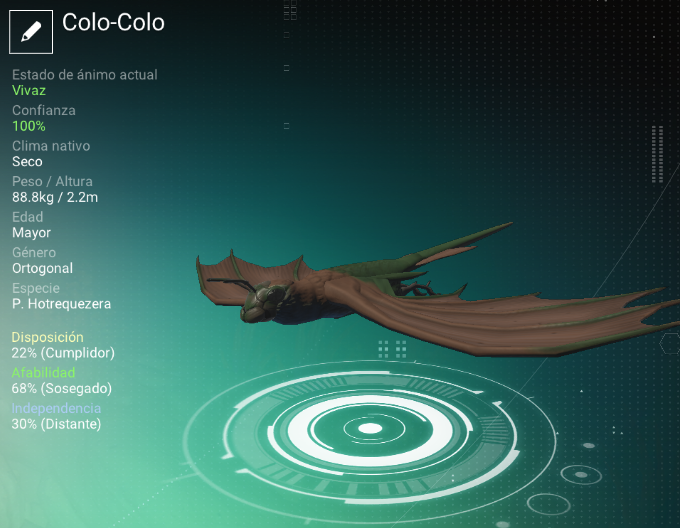 Colo-Colo
Estado de ánimo actual
Vivaz
Confianza
100%
Clima nativo
Seco
Peso / Altura
88.8kg / 2.2m
Edad
Mayor
Género
Ortogonal
Especie
P. Hotrequezera
Disposición
22% (Cumplidor)
Afabilidad
68% (Sosegado)
Independencia
30% (Distante)